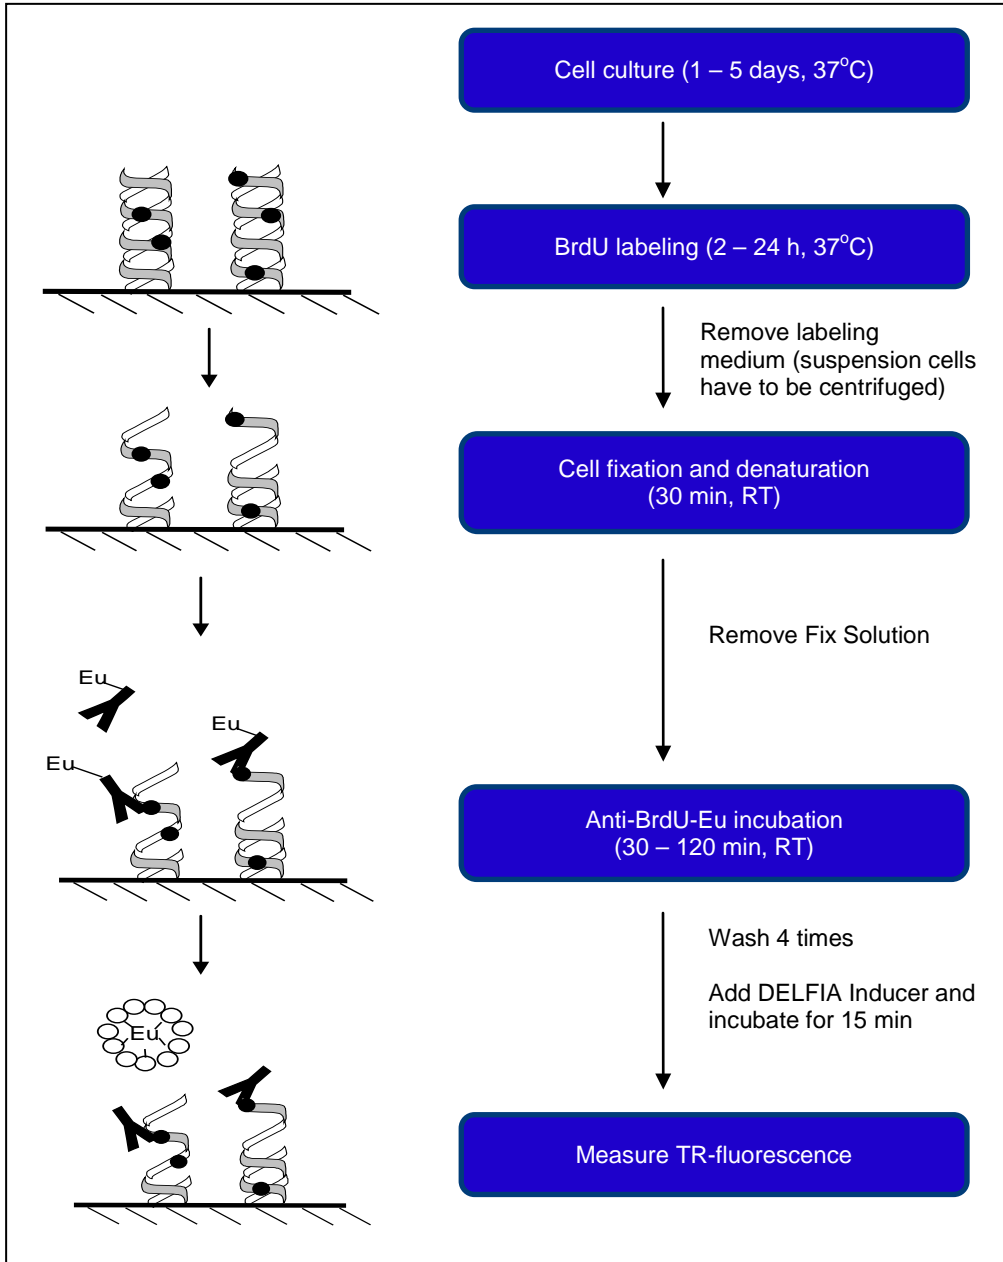 Cell culture (1 – 5 days, 37°C)
BrdU labeling (2 – 24 h, 37°C)
Remove labeling
medium (suspension cells
have to be centrifuged)
Cell fixation and denaturation
(30 min, RT)
Remove Fix Solution
Eu
Eu
Eu
Anti-BrdU-Eu incubation
(30 – 120 min, RT)
Wash 4 times
Add DELFIA Inducer and
incubate for 15 min
Eu
Measure TR-fluorescence